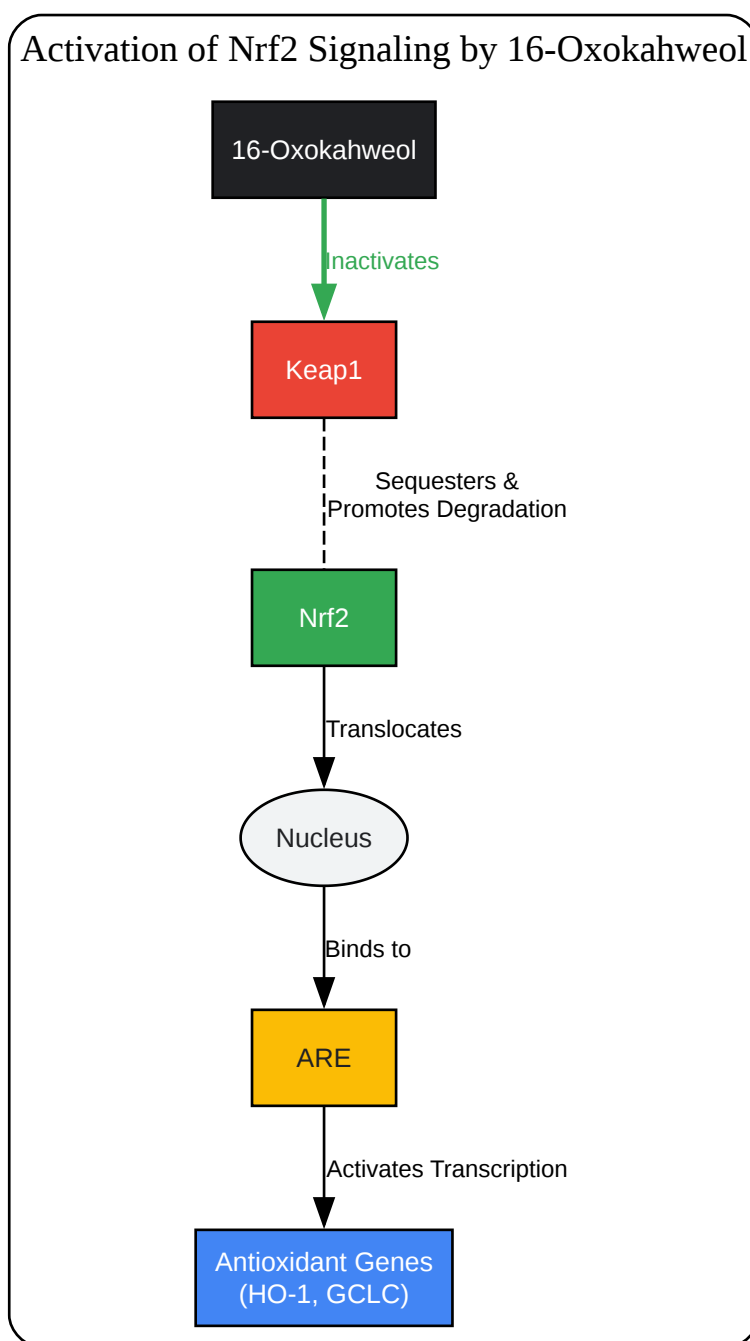 Activation of Nrf2 Signaling by 16-Oxokahweol
16-Oxokahweol
Inactivates
Keap1
Sequesters &
Promotes Degradation
Nrf2
Translocates
Nucleus
Binds to
ARE
Activates Transcription
Antioxidant Genes
(HO-1, GCLC)